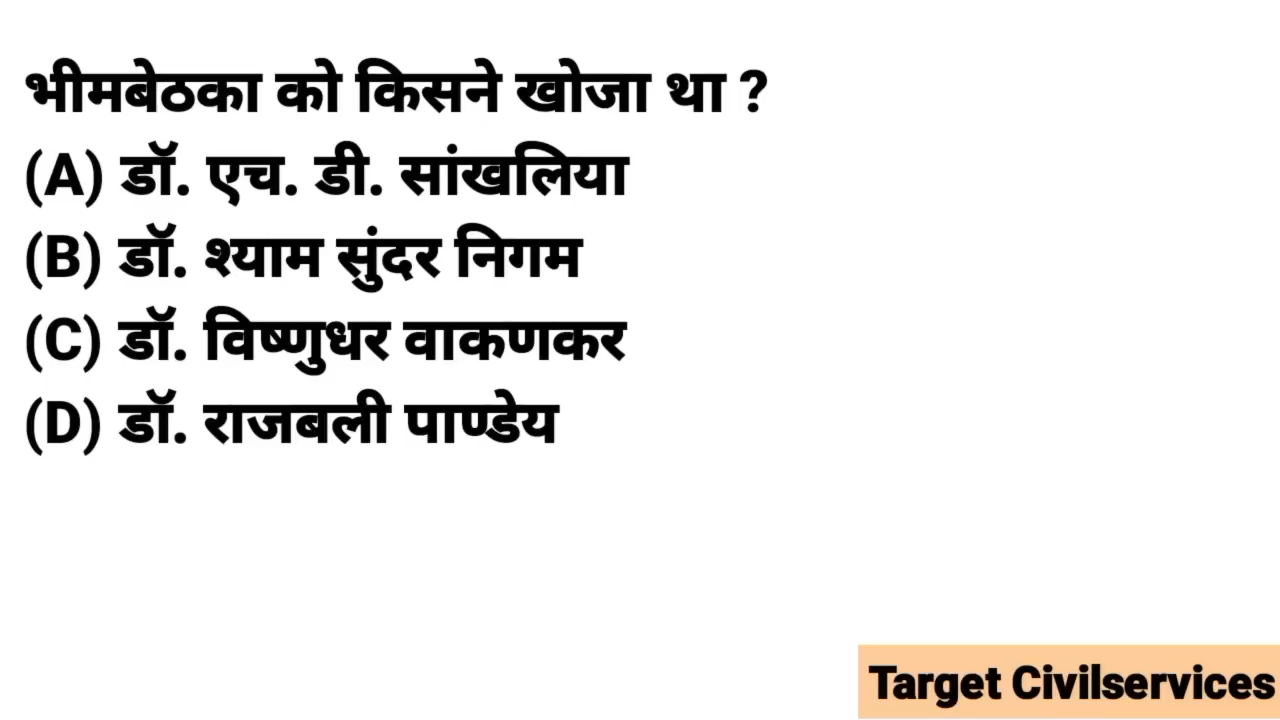 भीमबेठका को किसने खोजा था ?
(A) डॉ. एच. डी. सांखलिया
(B) डॉ. श्याम सुंदर निगम
(C) डॉ. विष्णुधर वाकणकर
(D) डॉ. राजबली पाण्डेय
Target Civilservices